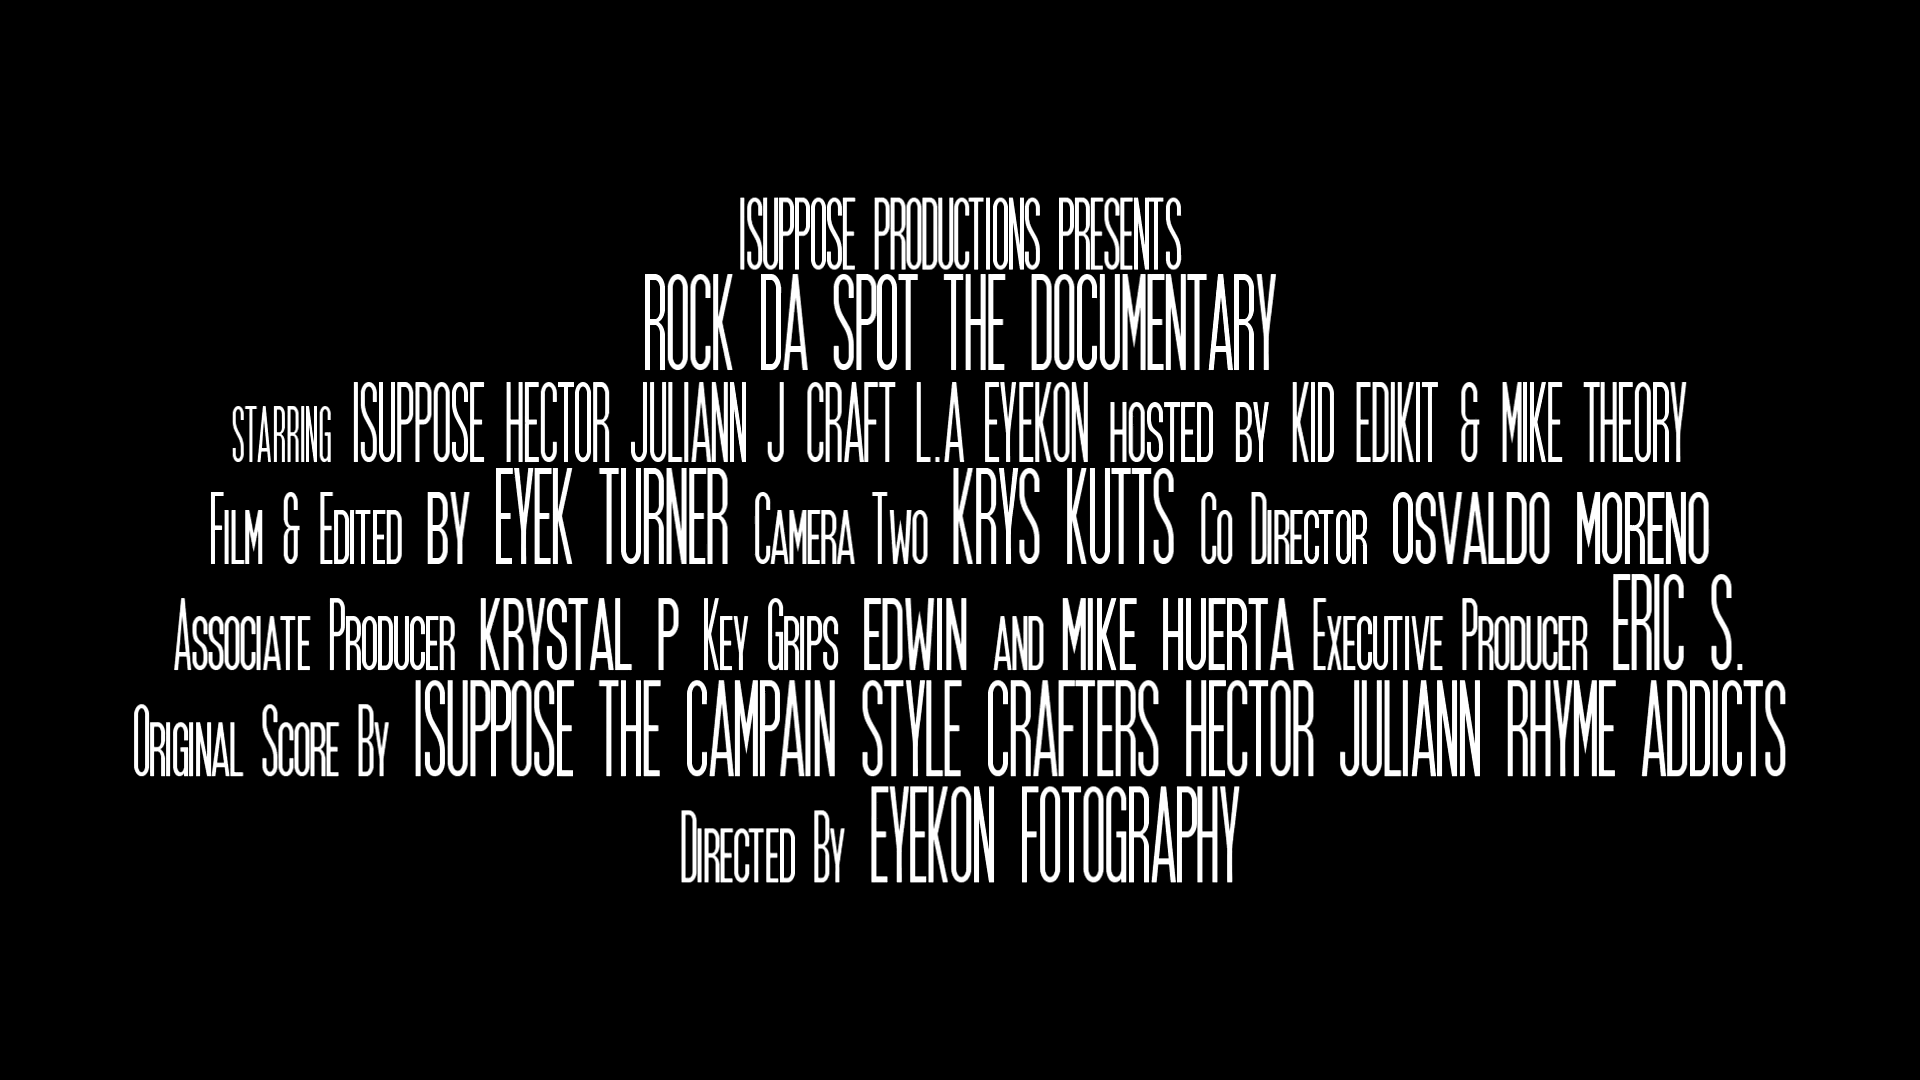 ISUPPOSE PRODUCTIONS PRESENTS
ROCK DA SPOT THE DOCUMENTARY
STARRING ISUPPOSE HECTOR JULIANN J CRAFT L.A EYEKON HOSTED BY KID EDIKIT & MIKE THEORY
FILM & EDITED BY EYEK TURNER CAMERA TWO KRYS KUTTS CO DIRECTOR OSVALDO MORENO
ASSOCIATE PRODUCER KRYSTAL P KEY GRIPS EDWIN AND MIKE HUERTA EXECUTIVE PRODUCER ERIC S.
ORIGINAL SCORE BY ISUPPOSE THE CAMPAIN STYLE CRAFTERS HECTOR JULIANN RHYME ADDICTS
DIRECTED BY EYEKON FOTOGRAPHY